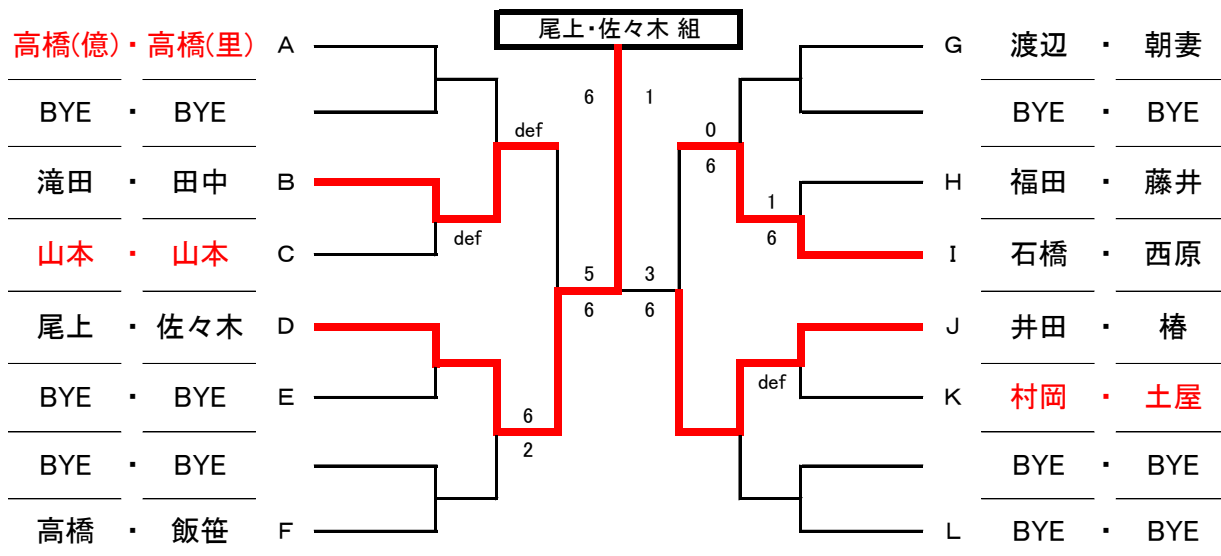 尾上・佐々木 組
高橋(億)・高橋(里) A
BYE ・ BYE
滝田 ・ 田中 B
山本 ・ 山本 C
尾上 ・ 佐々木 D
BYE ・ BYE E
BYE ・ BYE
高橋 ・ 飯笹 F
def
def
6
2
5
6
6 1
3
6
0
6
1
6
def
G 渡辺 ・ 朝妻
BYE ・ BYE
H 福田 ・ 藤井
I 石橋 ・ 西原
J 井田 ・ 椿
K 村岡 ・ 土屋
BYE ・ BYE
L BYE ・ BYE